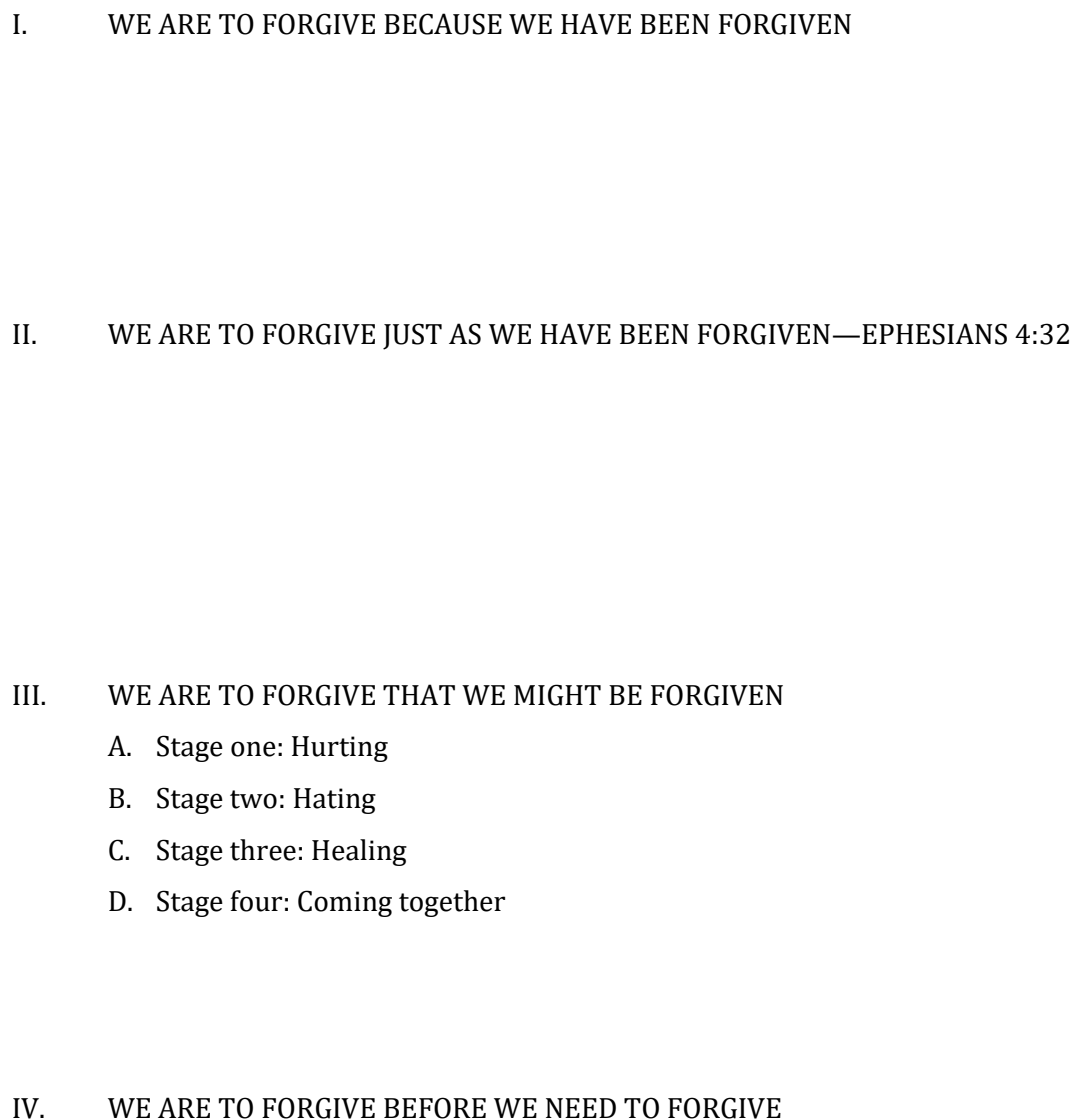 I. WE ARE TO FORGIVE BECAUSE WE HAVE BEEN FORGIVEN
II. WE ARE TO FORGIVE JUST AS WE HAVE BEEN FORGIVEN—EPHESIANS 4:32
III. WE ARE TO FORGIVE THAT WE MIGHT BE FORGIVEN
A. Stage one: Hurting
B. Stage two: Hating
C. Stage three: Healing
D. Stage four: Coming together
IV. WE ARE TO FORGIVE BEFORE WE NEED TO FORGIVE